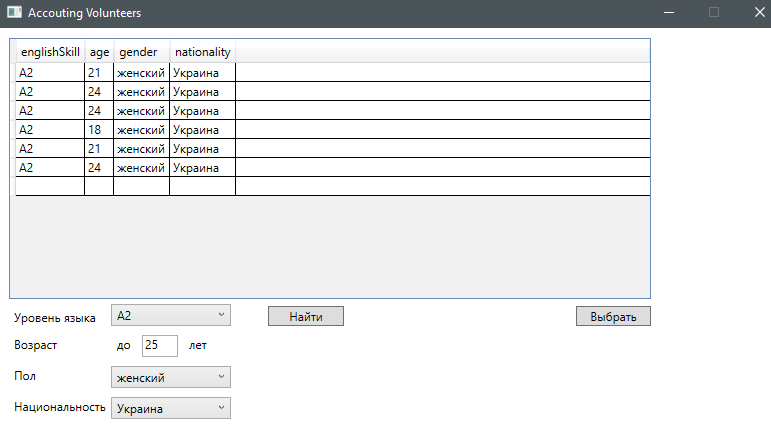 Accouting Volunteers
englishSkill age gender nationality
A2 21 женский Украина
A2 24 женский Украина
A2 24 женский Украина
A2 18 женский Украина
A2 21 женский Украина
A2 24 женский Украина
Уровень языка A2 Найти Выбрать
Возраст до 25 лет
Пол женский
Национальность Украина